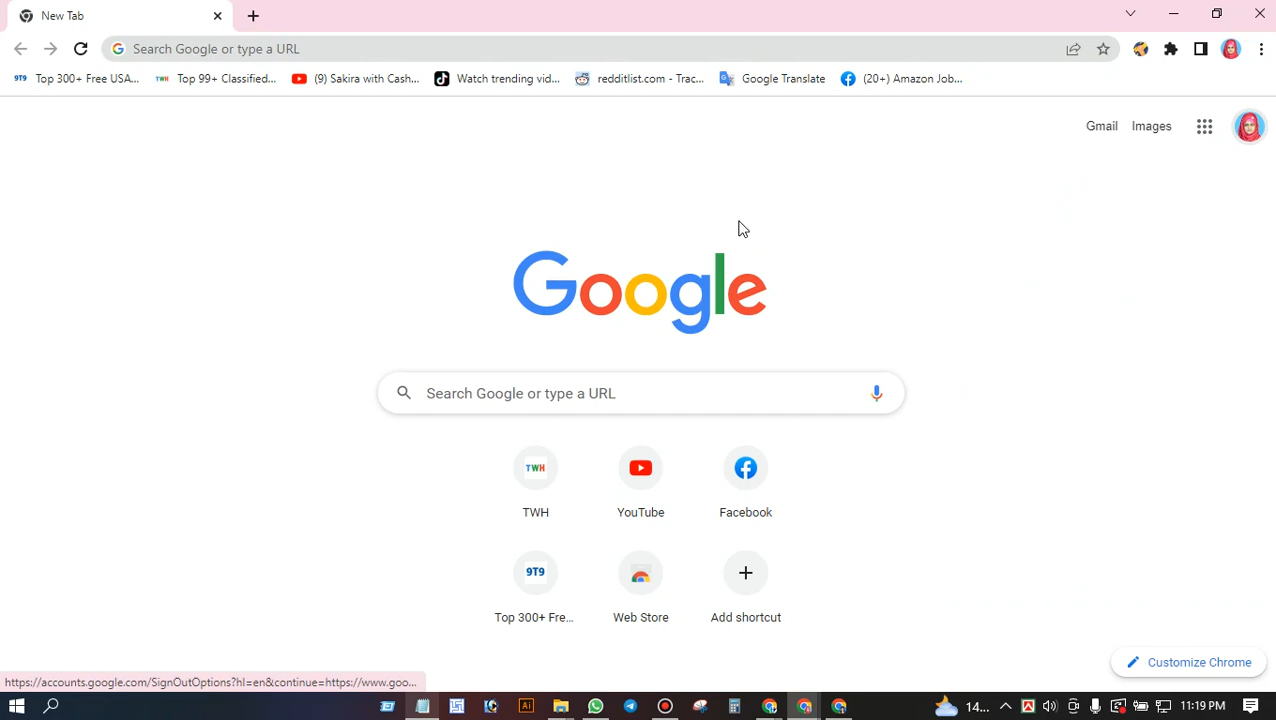 New Tab
Search Google or type a URL
9T9 Top 300+ Free USA... TWH Top 99+ Classified... (9) Sakira with Cash... Watch trending vid... redditlist.com - Trac... Google Translate (20+) Amazon Job...
Gmail Images
Google
Search Google or type a URL
TWH
TWH YouTube Facebook
9T9
Top 300+ Fre... Web Store Add shortcut
Customize Chrome
https://accounts.google.com/SignOutOptions?hl=en&continue=https://www.goo...
Ai 14... 11:19 PM